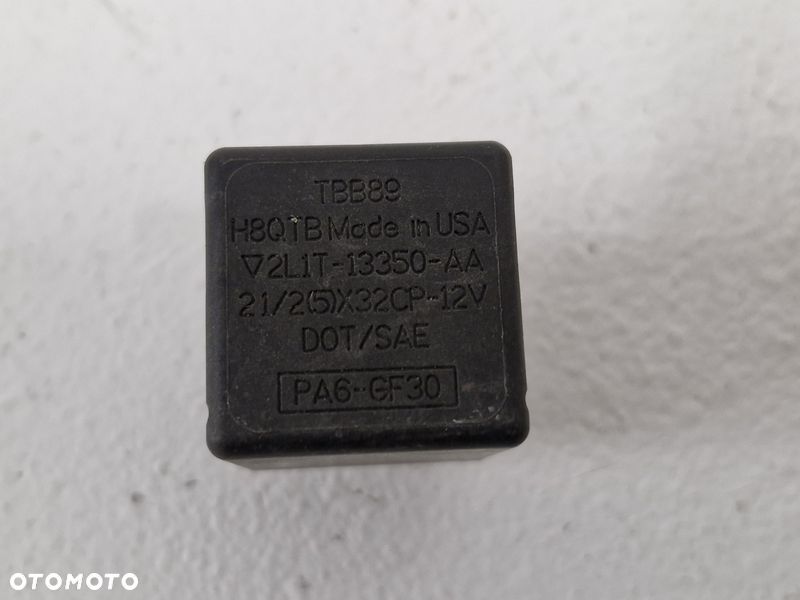 TBB89
H8Q1B Made in USA
▽2L1T-13350-AA
21/2(5)X32CP-12V
DOT/SAE
PA6-GF30
OTOMOTO